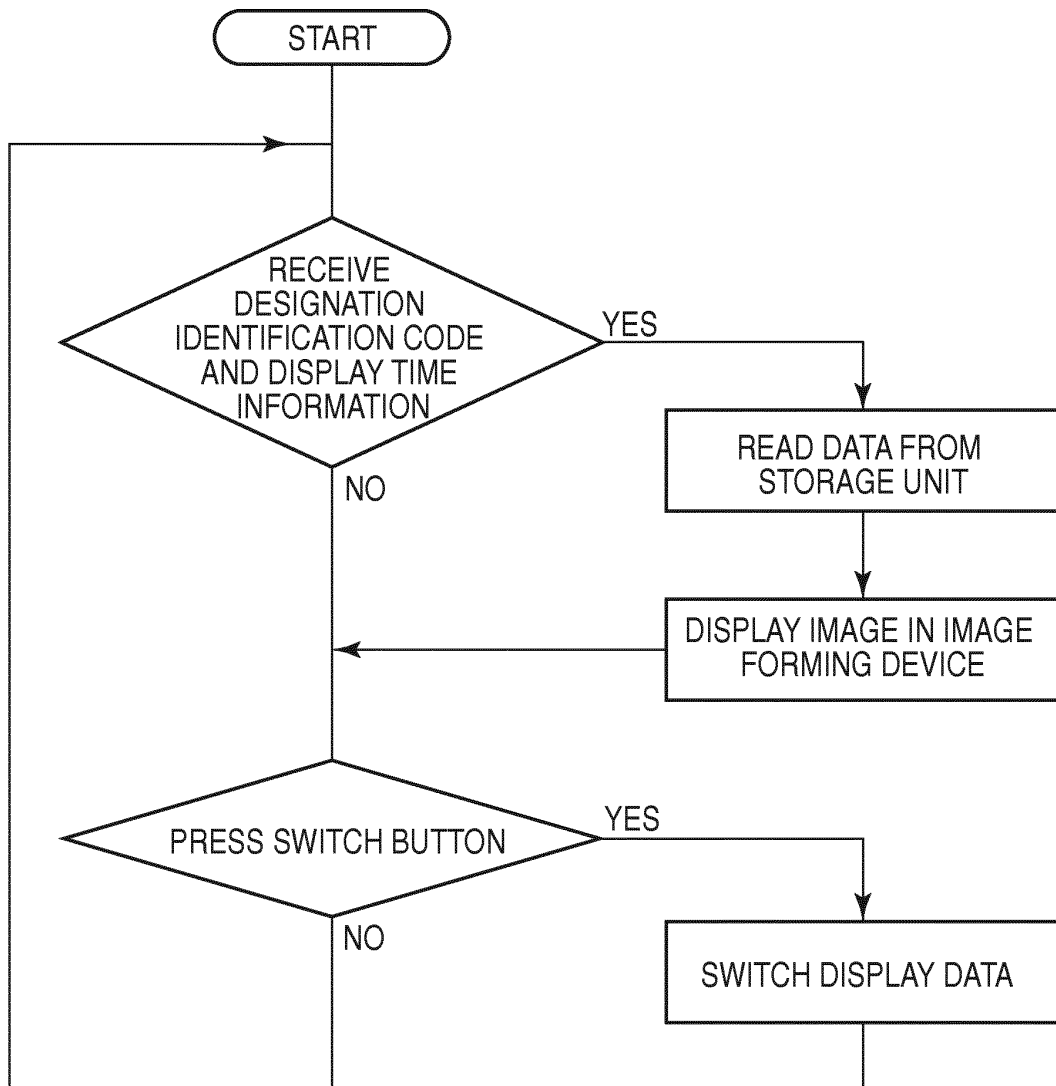 START
RECEIVE
DESIGNATION
IDENTIFICATION CODE
AND DISPLAY TIME
INFORMATION
YES
NO
READ DATA FROM
STORAGE UNIT
DISPLAY IMAGE IN IMAGE
FORMING DEVICE
PRESS SWITCH BUTTON
YES
NO
SWITCH DISPLAY DATA